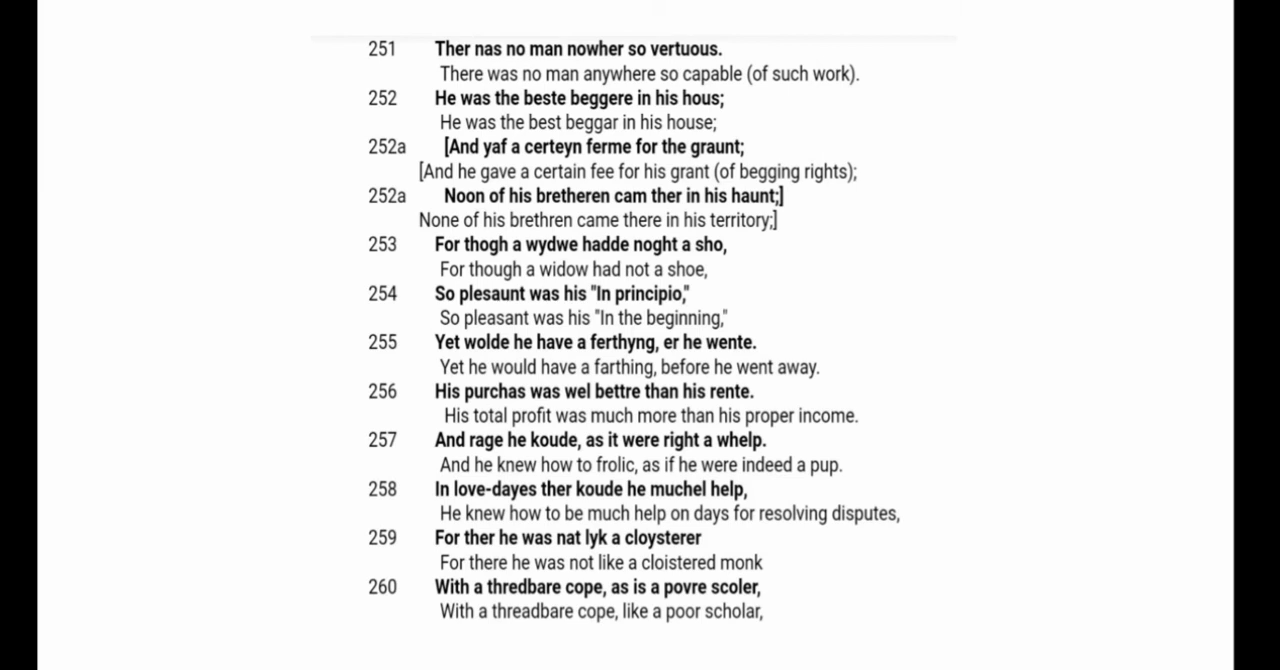 251 Ther nas no man nowher so vertuous.
There was no man anywhere so capable (of such work).
252 He was the beste beggere in his hous;
He was the best beggar in his house;
252a [And yaf a certeyn ferme for the graunt;
[And he gave a certain fee for his grant (of begging rights);
252a Noon of his bretheren cam ther in his haunt;]
None of his brethren came there in his territory;]
253 For thogh a wydwe hadde noght a sho,
For though a widow had not a shoe,
254 So plesaunt was his "In principio,"
So pleasant was his "In the beginning,"
255 Yet wolde he have a ferthyng, er he wente.
Yet he would have a farthing, before he went away.
256 His purchas was wel bettre than his rente.
His total profit was much more than his proper income.
257 And rage he koude, as it were right a whelp.
And he knew how to frolic, as if he were indeed a pup.
258 In love-dayes ther koude he muchel help,
He knew how to be much help on days for resolving disputes,
259 For ther he was nat lyk a cloysterer
For there he was not like a cloistered monk
260 With a thredbare cope, as is a povre scoler,
With a threadbare cope, like a poor scholar,